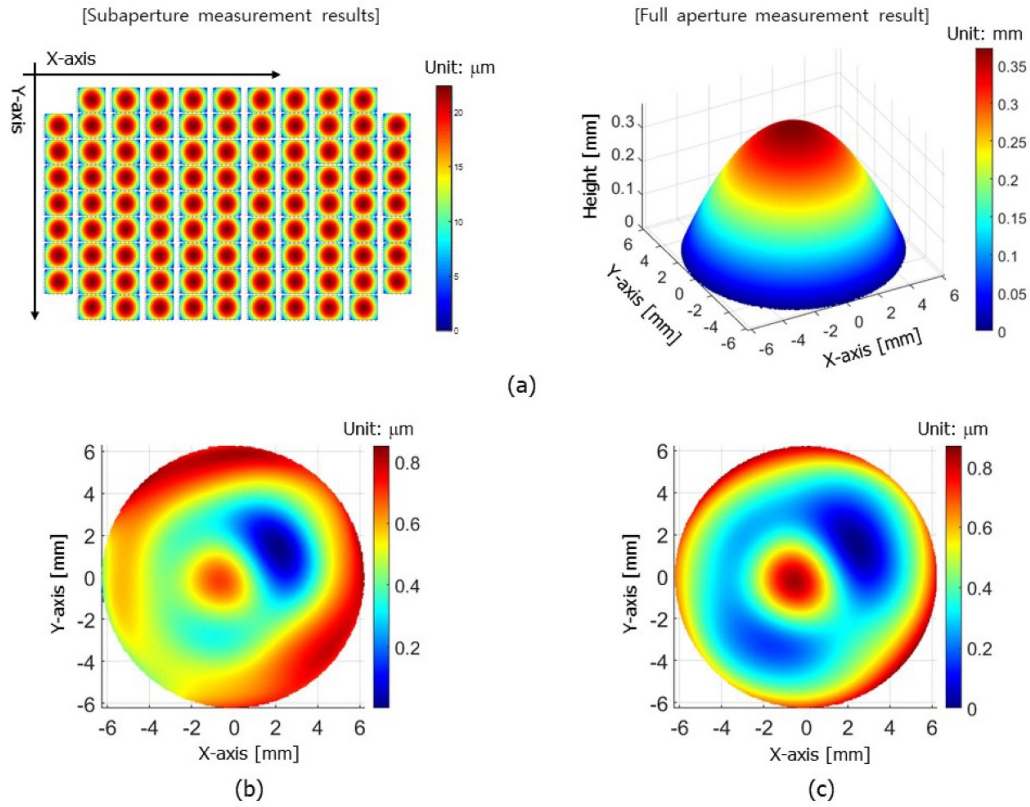 [Subaperture measurement results]
[Full aperture measurement result]
X-axis
Y-axis
Unit: μm
20
15
10
5
0
Unit: mm
0.35
0.3
0.25
0.2
0.15
0.1
0.05
0
Height [mm]
0.3
0.2
0.1
0
Y-axis [mm]
6
4
2
0
-2
-4
-6
X-axis [mm]
-6
-4
-2
0
2
4
6
(a)
Unit: μm
0.8
0.6
0.4
0.2
Y-axis [mm]
6
4
2
0
-2
-4
-6
-6 -4 -2 0 2 4 6
X-axis [mm]
(b)
Unit: μm
0.8
0.6
0.4
0.2
0
Y-axis [mm]
6
4
2
0
-2
-4
-6
-6 -4 -2 0 2 4 6
X-axis [mm]
(c)